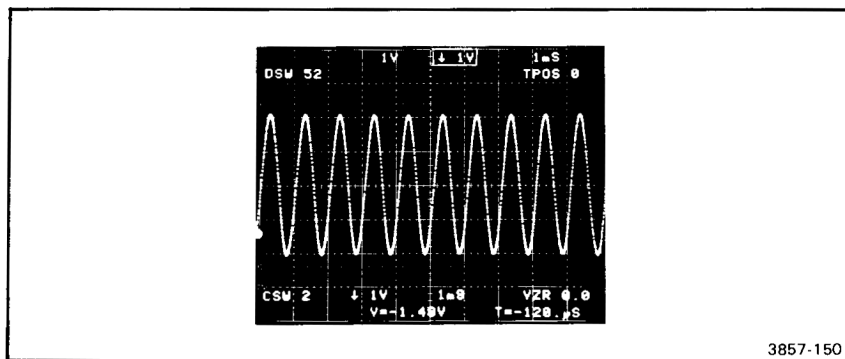 1V ↓ 1V 1mS
DSW 52 TPOS 0
CSW 2 ↓ 1V 1mS VZR 0.0
V=-1.49V T=-120.µS
3857-150